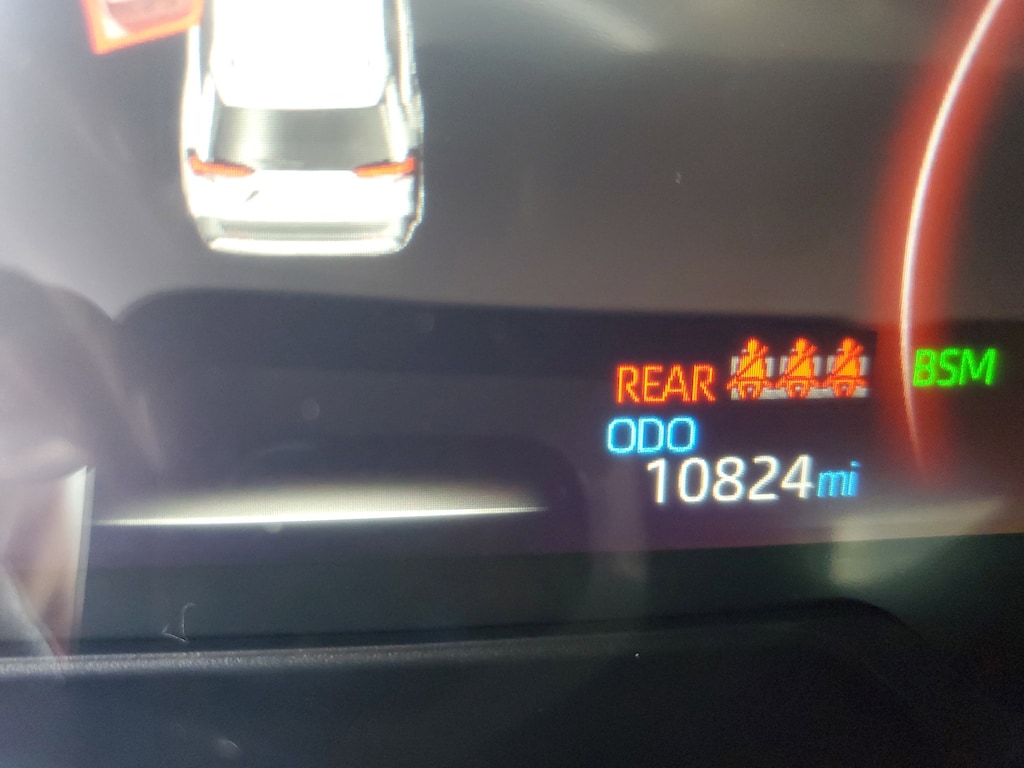 REAR
BSM
ODO
10824mi